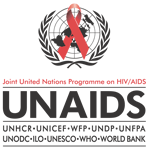 Joint United Nations Programme on HIV/AIDS
UNAIDS
UNHCR•UNICEF•WFP•UNDP•UNFPA
UNODC•ILO•UNESCO•WHO•WORLD BANK